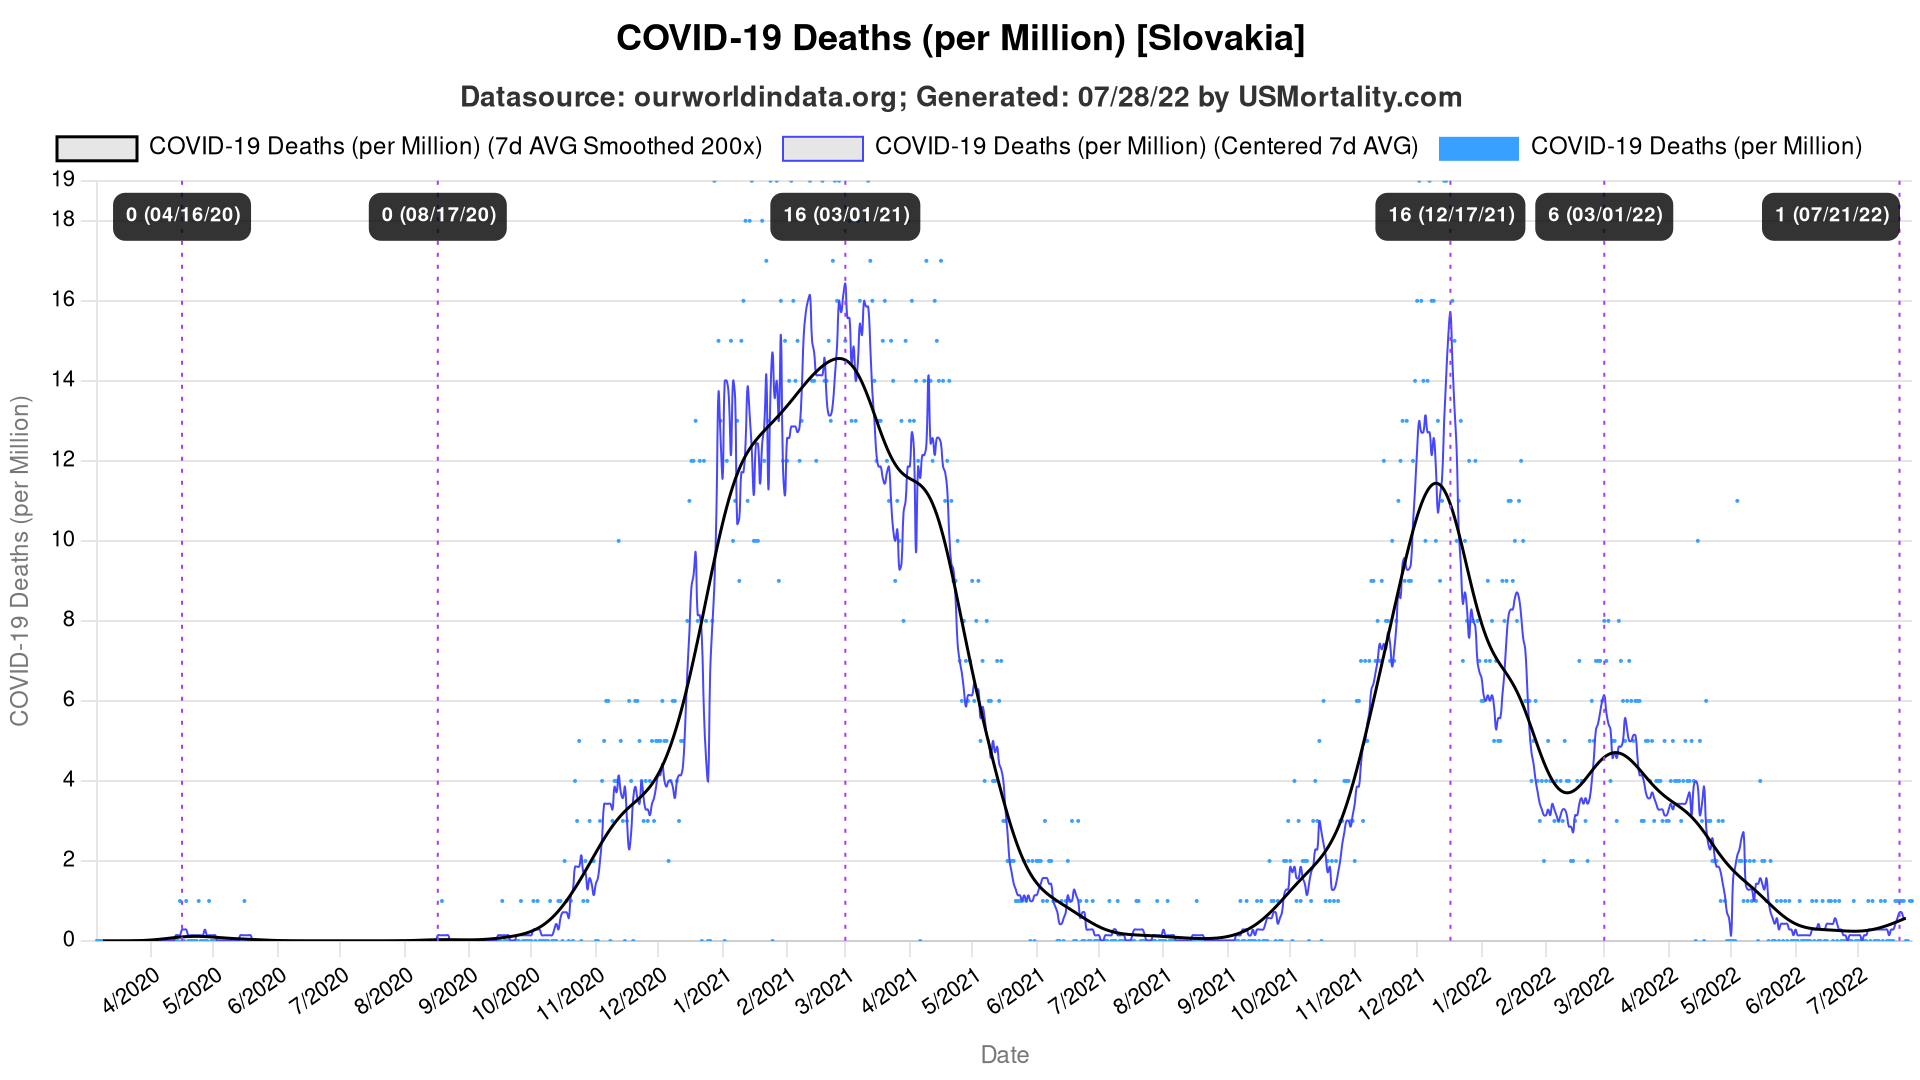 COVID-19 Deaths (per Million) [Slovakia]
Datasource: ourworldindata.org; Generated: 07/28/22 by USMortality.com
COVID-19 Deaths (per Million) (7d AVG Smoothed 200x) COVID-19 Deaths (per Million) (Centered 7d AVG) COVID-19 Deaths (per Million)
19
0 (04/16/20) 0 (08/17/20) 16 (03/01/21) 16 (12/17/21) 6 (03/01/22) 1 (07/21/22)
18
16
14
12
10
8
6
4
2
0
COVID-19 Deaths (per Million)
4/2020 5/2020 6/2020 7/2020 8/2020 9/2020 10/2020 11/2020 12/2020 1/2021 2/2021 3/2021 4/2021 5/2021 6/2021 7/2021 8/2021 9/2021 10/2021 11/2021 12/2021 1/2022 2/2022 3/2022 4/2022 5/2022 6/2022 7/2022
Date